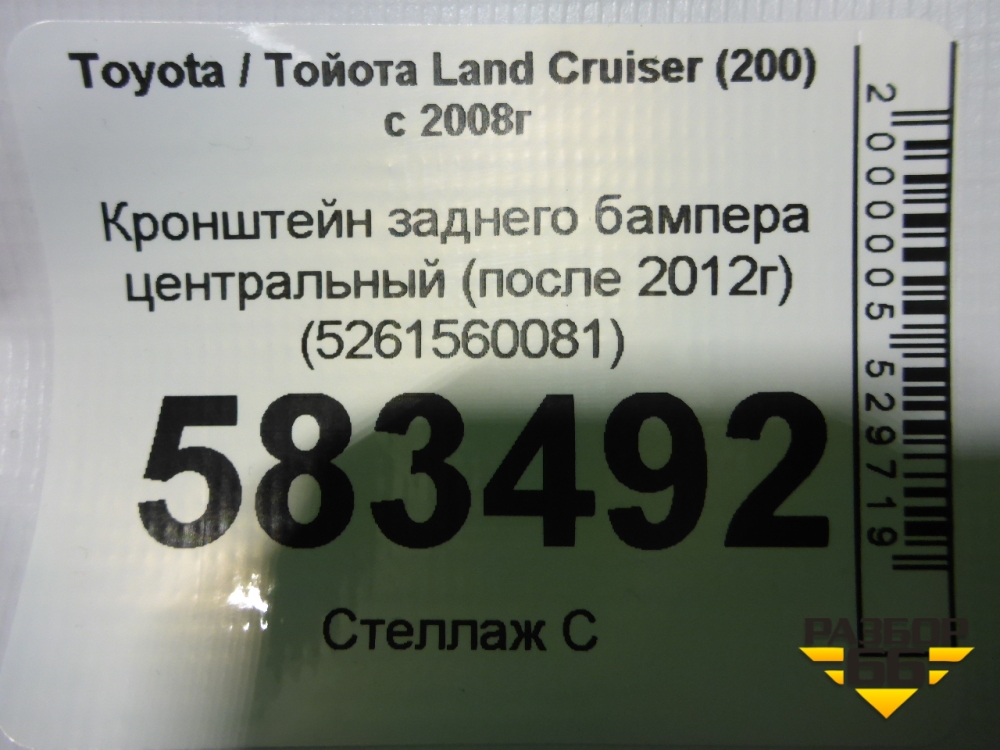 Toyota / Тойота Land Cruiser (200)
с 2008г
Кронштейн заднего бампера
центральный (после 2012г)
(5261560081)
583492
Стеллаж С
2000005529719
РАЗБОР
66